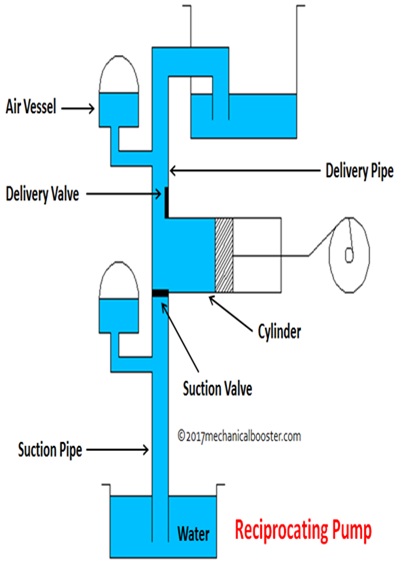 Air Vessel
Delivery Pipe
Delivery Valve
Cylinder
Suction Valve
©2017mechanicalbooster.com
Suction Pipe
Water
Reciprocating Pump